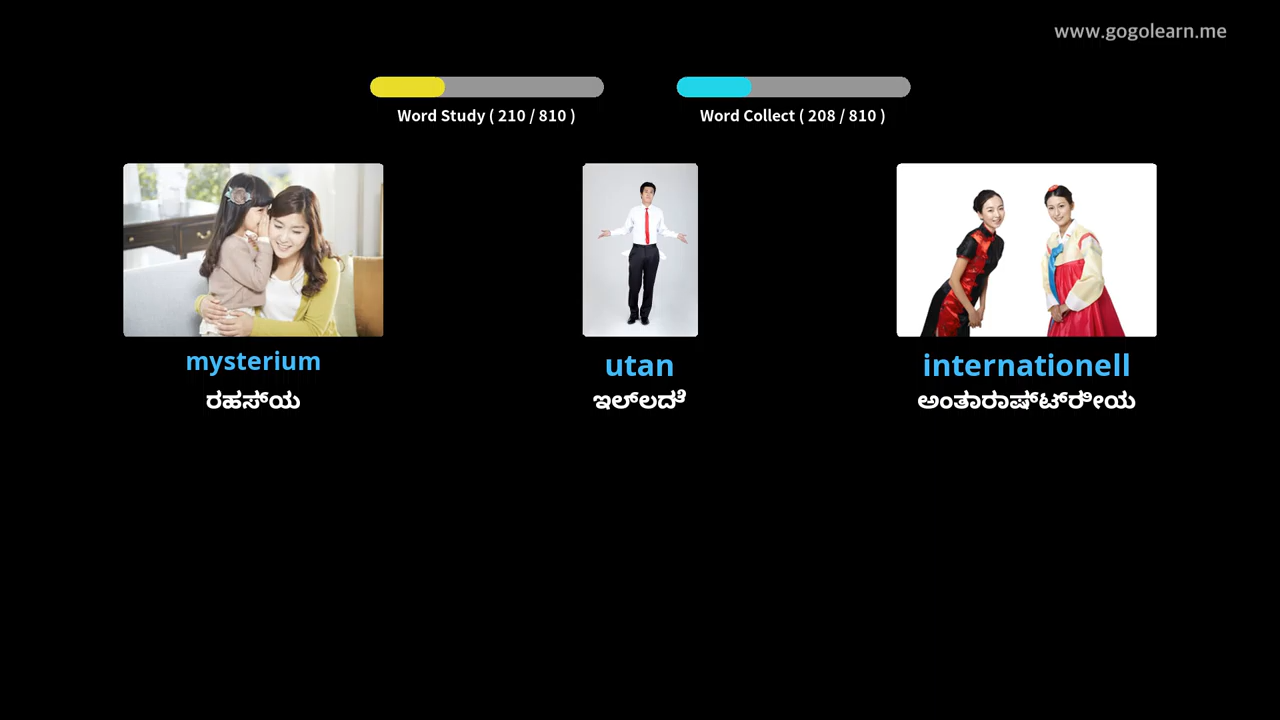 www.gogolearn.me
Word Study ( 210 / 810 )
Word Collect ( 208 / 810 )
mysterium
utan
internationell
ರಹಸ್ಯ
ಇಲ್ಲದೆ
ಅಂತಾರಾಷ್ಟ್ರೀಯ